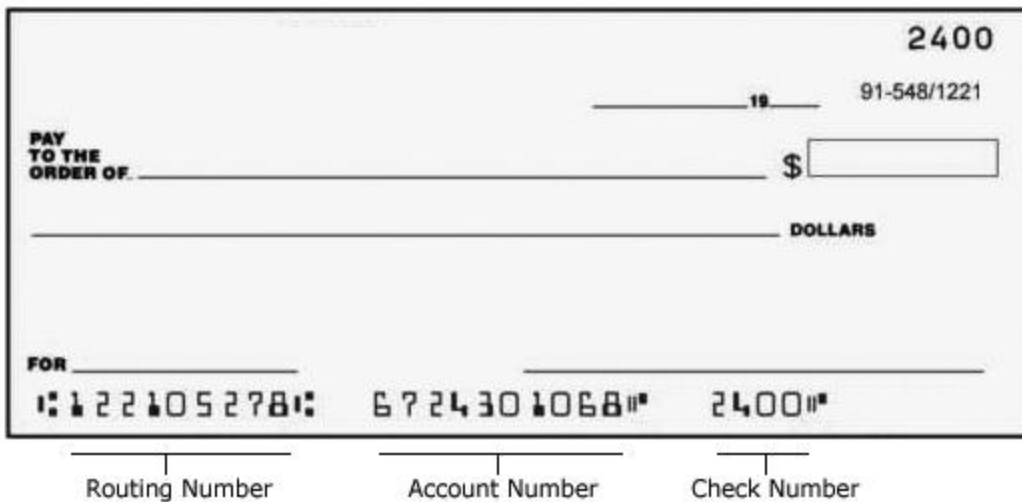 2400
19 91-548/1221
PAY
TO THE
ORDER OF $
DOLLARS
FOR
⑆122105278⑆ 6724301068⑈ 2400⑈
Routing Number Account Number Check Number